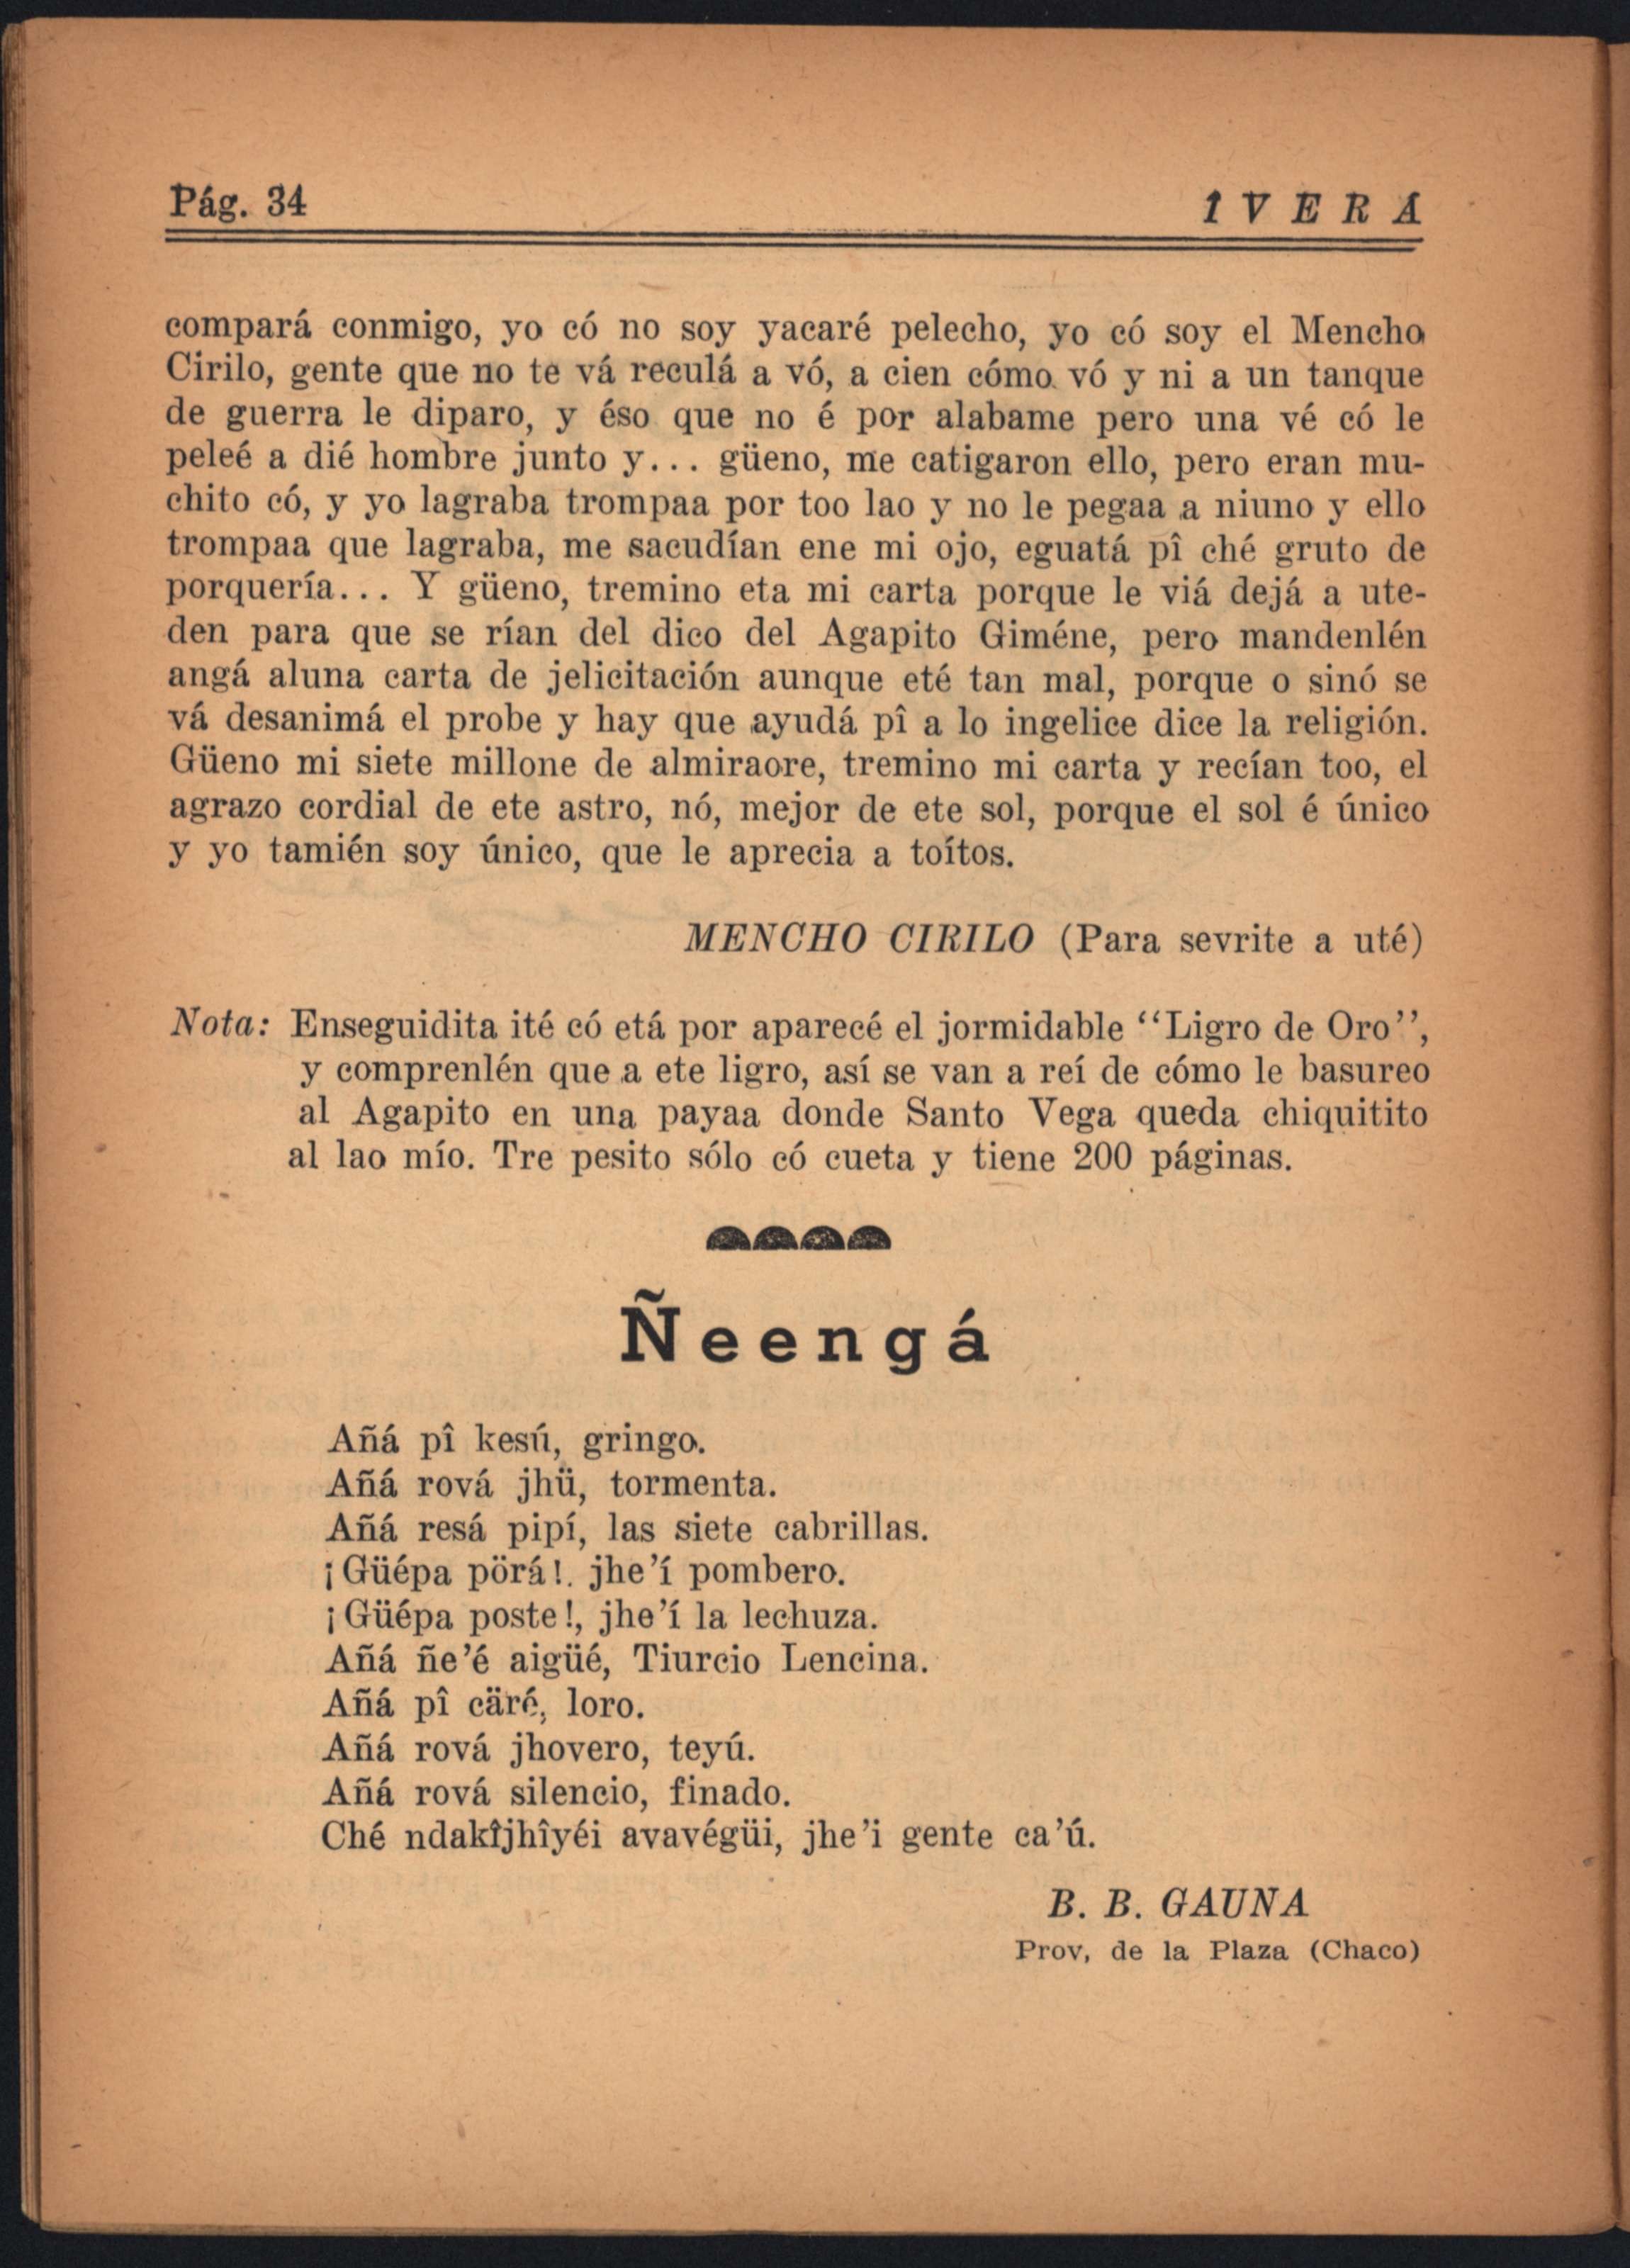 Pág. 34
1VERA
compará conmigo, yo có no soy yacaré pelecho, yo có soy el Mencho
Cirilo, gente que no te vá reculá a vó, a cien cómo vó y ni a un tanque
de guerra le diparo, y éso que no é por alabame pero una vé có le
peleé a dié hombre junto y... güeno, me catigaron ello, pero eran mu-
chito có, y yo lagraba trompaa por too lao y no le pegaa a niuno y ello
trompaa que lagraba, me sacudían ene mi ojo, eguatá pî ché gruto de
porquería... Y güeno, tremino eta mi carta porque le viá dejá a ute-
den para que se rían del dico del Agapito Giméne, pero mandenlén
angá aluna carta de jelicitación aunque eté tan mal, porque o sinó se
vá desanimá el probe y hay que ayudá pî a lo ingelice dice la religión.
Güeno mi siete millone de almiraore, tremino mi carta y recían too, el
agrazo cordial de ete astro, nó, mejor de ete sol, porque el sol é único
y yo tamién soy único, que le aprecia a toítos.
MENCHO CIRILO (Para sevrite a uté)
Nota: Enseguidita ité có etá por aparecé el jormidable ‘‘Ligro de Oro’’,
y comprenlén que a ete ligro, así se van a reí de cómo le basureo
al Agapito en una payaa donde Santo Vega queda chiquitito
al lao mío. Tre pesito sólo có cueta y tiene 200 páginas.
Ñeengá
Añá pî kesú, gringo.
Añá rová jhü, tormenta.
Añá resá pipí, las siete cabrillas.
¡Güépa pörá!. jhe’í pombero.
¡Güépa poste!, jhe’í la lechuza.
Añá ñe’é aigüé, Tiurcio Lencina.
Añá pî cäré, loro.
Añá rová jhovero, teyú.
Añá rová silencio, finado.
Ché ndakîjhîyéi avavégüi, jhe’i gente ca’ú.
B. B. GAUNA
Prov, de la Plaza (Chaco)